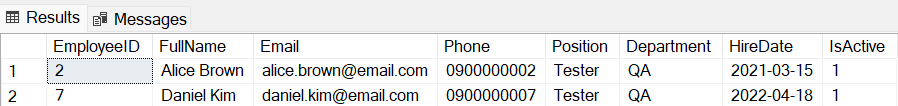 Results Messages
EmployeeID FullName Email Phone Position Department HireDate IsActive
1 2 Alice Brown alice.brown@email.com 0900000002 Tester QA 2021-03-15 1
2 7 Daniel Kim daniel.kim@email.com 0900000007 Tester QA 2022-04-18 1